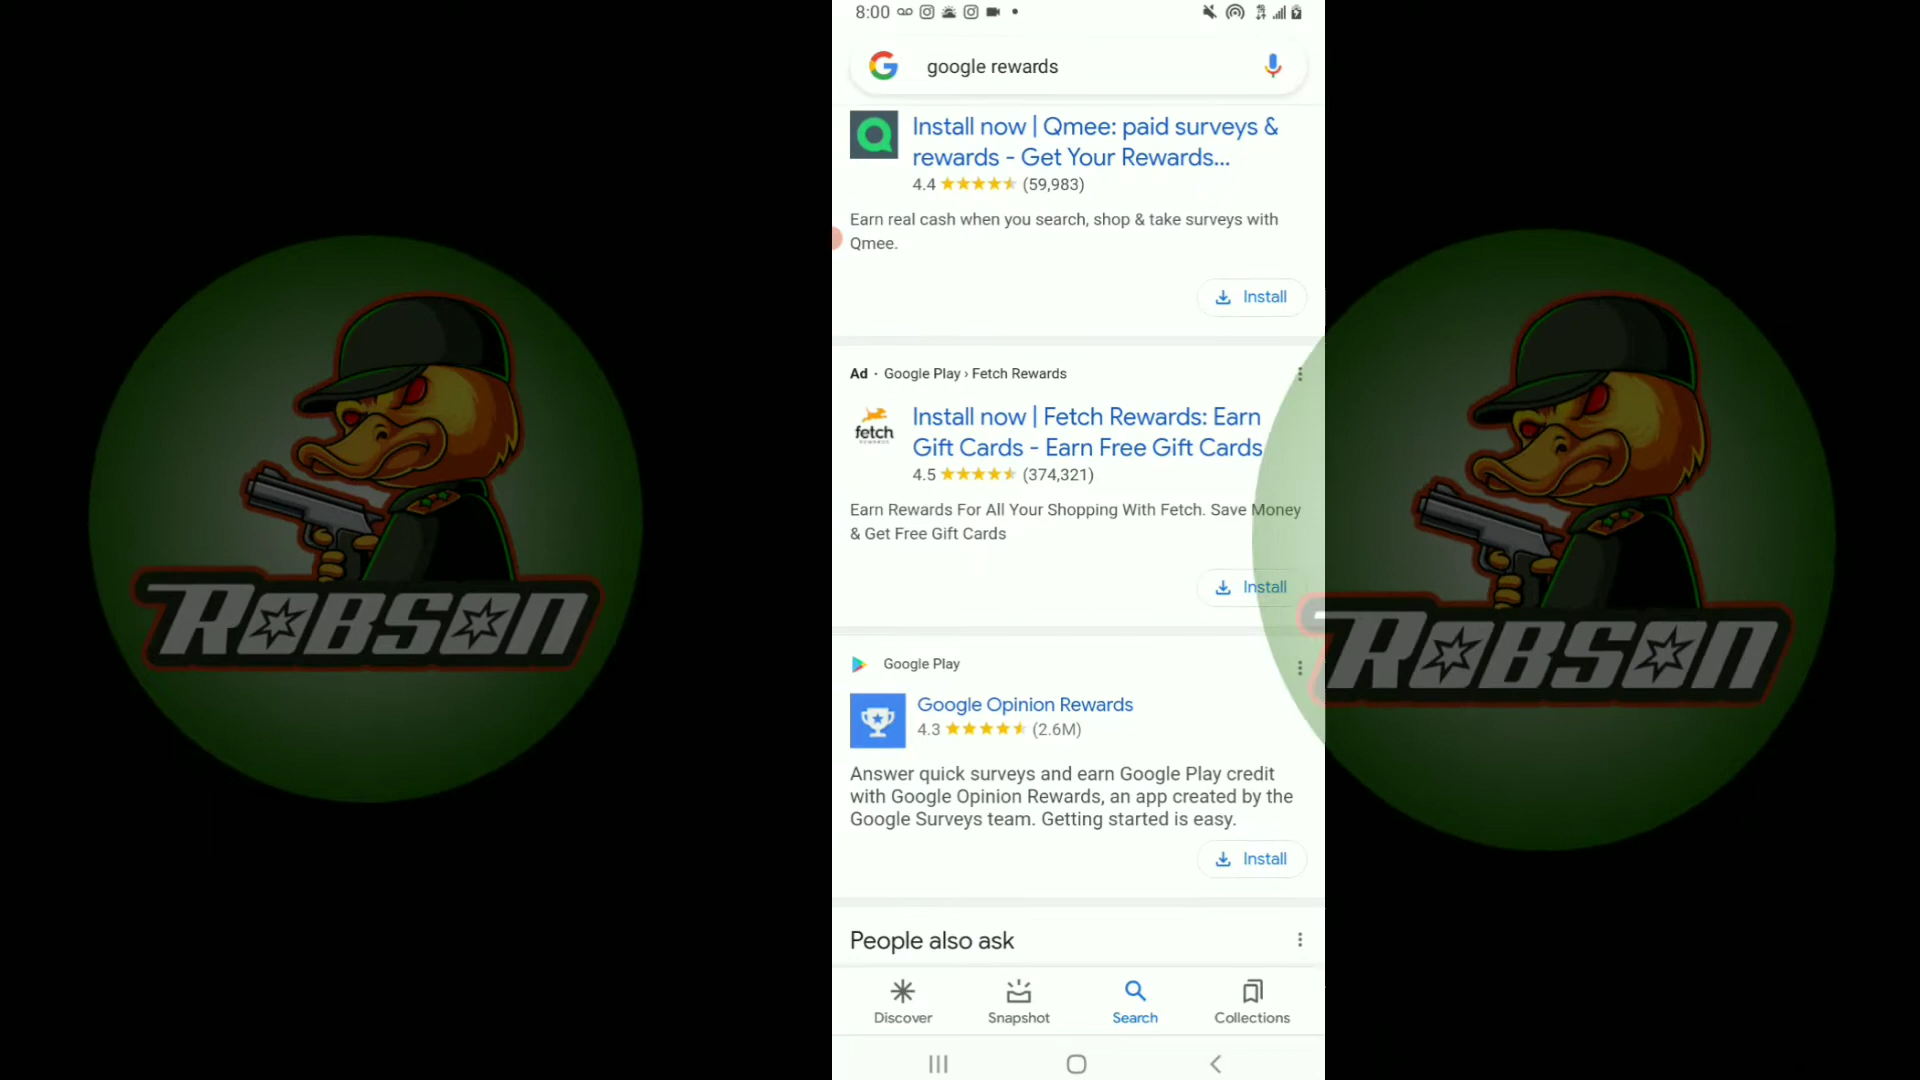 8:00
google rewards
Install now | Qmee: paid surveys &
rewards - Get Your Rewards...
4.4 (59,983)
Earn real cash when you search, shop & take surveys with
Qmee.
Install
Ad · Google Play › Fetch Rewards
fetch
REWARDS
Install now | Fetch Rewards: Earn
Gift Cards - Earn Free Gift Cards
4.5 (374,321)
Earn Rewards For All Your Shopping With Fetch. Save Money
& Get Free Gift Cards
Install
Google Play
Google Opinion Rewards
4.3 (2.6M)
Answer quick surveys and earn Google Play credit
with Google Opinion Rewards, an app created by the
Google Surveys team. Getting started is easy.
Install
People also ask
Discover
Snapshot
Search
Collections
ROBSON
ROBSON